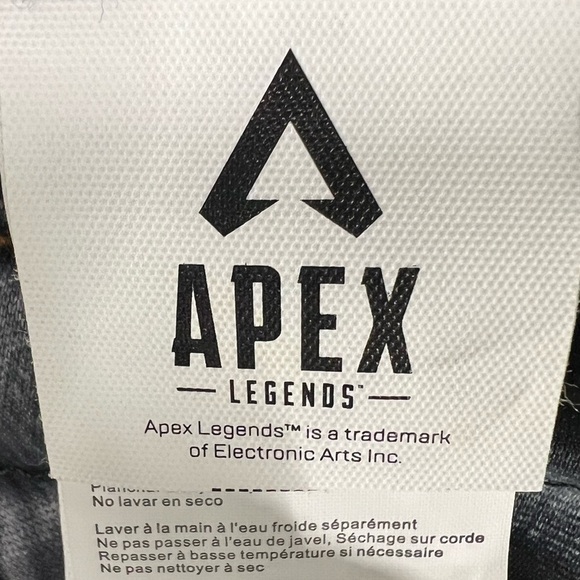 APEX
LEGENDS™
Apex Legends™ is a trademark
of Electronic Arts Inc.
No lavar en seco
Laver à la main à l'eau froide séparément
Ne pas passer à l'eau de javel, Séchage sur corde
Repasser à basse température si nécessaire
Ne pas nettoyer à sec